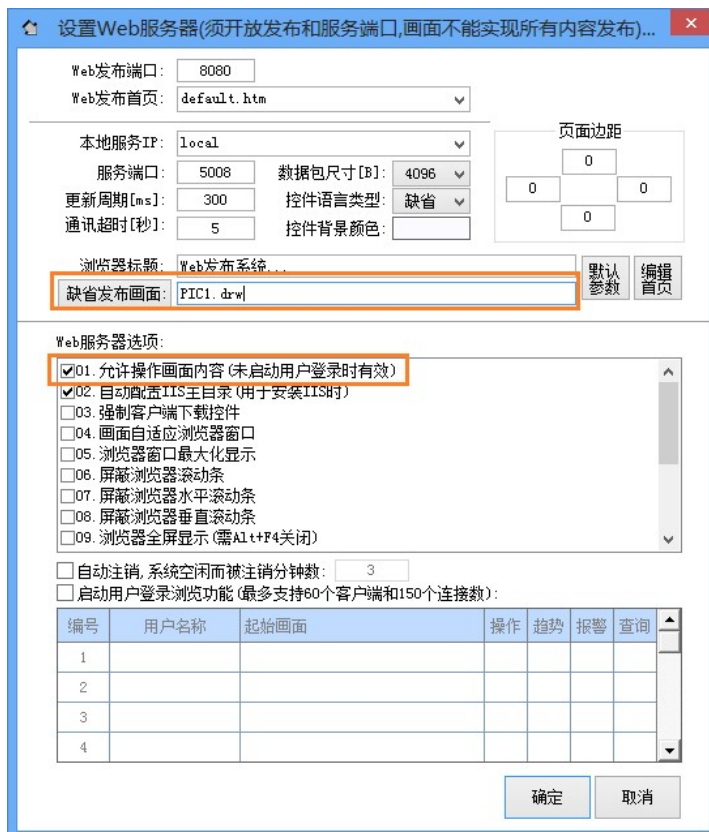 设置Web服务器(须开放发布和服务端口,画面不能实现所有内容发布)...
Web发布端口: 8080
Web发布首页: default.htm
本地服务IP: local
页面边距
服务端口: 5008 数据包尺寸[B]: 4096
0
更新周期[ms]: 300 控件语言类型: 缺省
0 0
通讯超时[秒]: 5 控件背景颜色:
0
浏览器标题: Web发布系统...
默认参数 编辑首页
缺省发布画面: PIC1.drw
Web服务器选项:
01.允许操作画面内容(未启动用户登录时有效)
02.自动配置IIS主目录(用于安装IIS时)
03.强制客户端下载控件
04.画面自适应浏览器窗口
05.浏览器窗口最大化显示
06.屏蔽浏览器滚动条
07.屏蔽浏览器水平滚动条
08.屏蔽浏览器垂直滚动条
09.浏览器全屏显示(需Alt+F4关闭)
自动注销,系统空闲而被注销分钟数: 3
启动用户登录浏览功能(最多支持60个客户端和150个连接数):
编号 用户名称 起始画面 操作 趋势 报警 查询
1
2
3
4
确定 取消